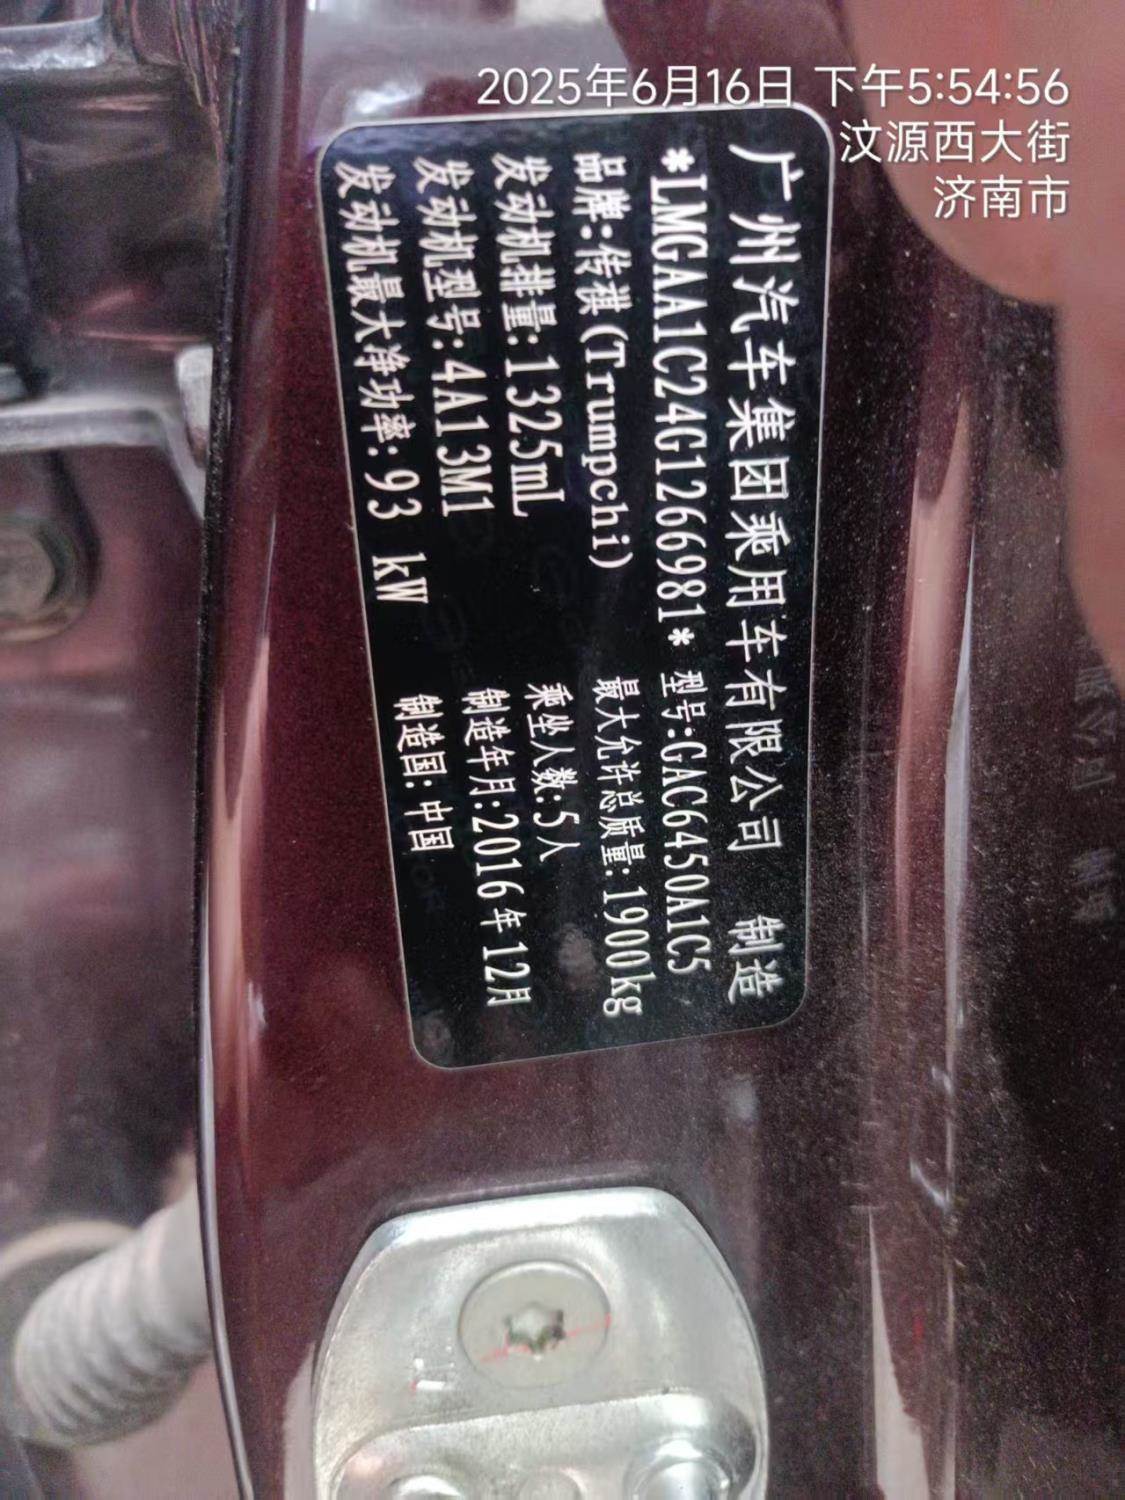 2025年6月16日 下午5:54:56
汶源西大街
济南市
广州汽车集团乘用车有限公司 制造
*LMGAA1C24G1266981* 型号:GAC6450A1C5
品牌:传祺(Trumpchi) 最大允许总质量:1900kg
发动机排量:1325mL 乘坐人数:5人
发动机型号:4A13M1 制造年月:2016年12月
发动机最大净功率:93 kW 制造国:中国